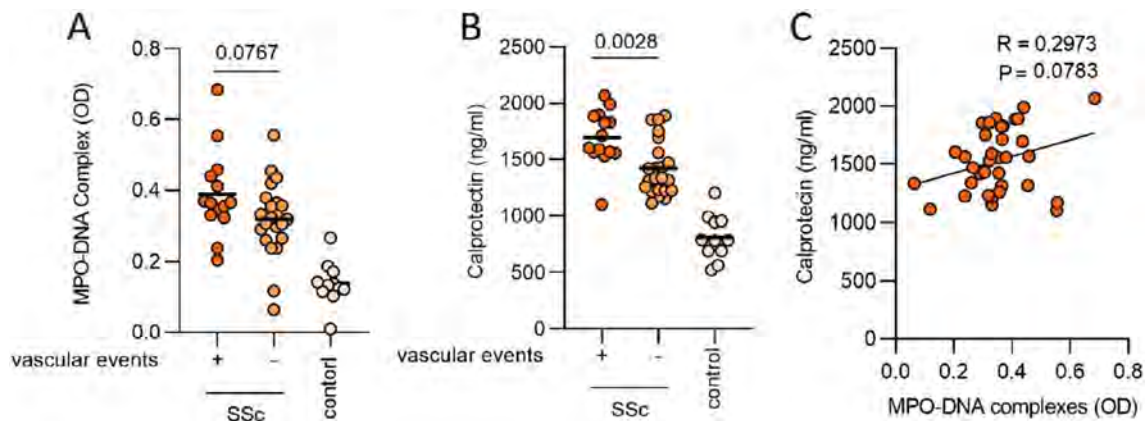 A
MPO-DNA Complex (OD)
0.8
0.6
0.4
0.2
0.0
0.0767
vascular events
+
-
contorl
SSc
B
Calprotectin (ng/ml)
2500
2000
1500
1000
500
0
0.0028
vascular events
+
-
control
SSc
C
Calprotecin (ng/ml)
2500
2000
1500
1000
500
0
R = 0.2973
P = 0.0783
0.0 0.2 0.4 0.6 0.8
MPO-DNA complexes (OD)